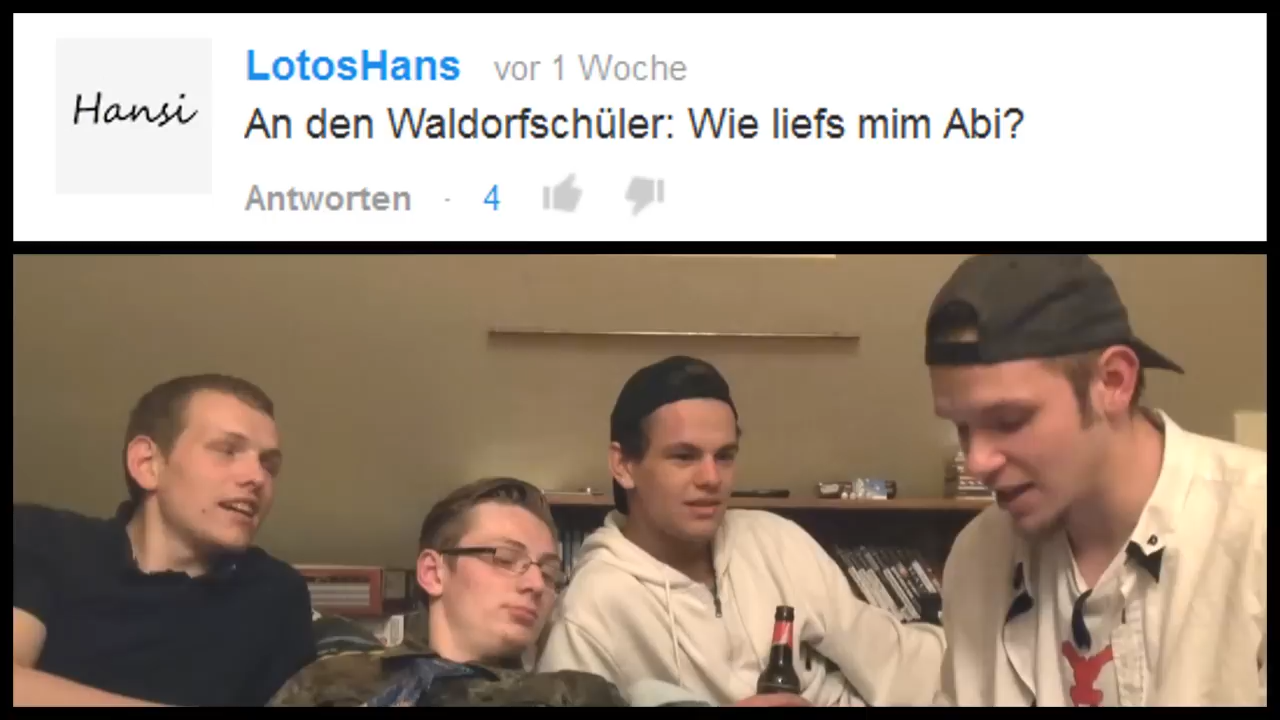 Hansi
LotosHans vor 1 Woche
An den Waldorfschüler: Wie liefs mim Abi?
Antworten · 4